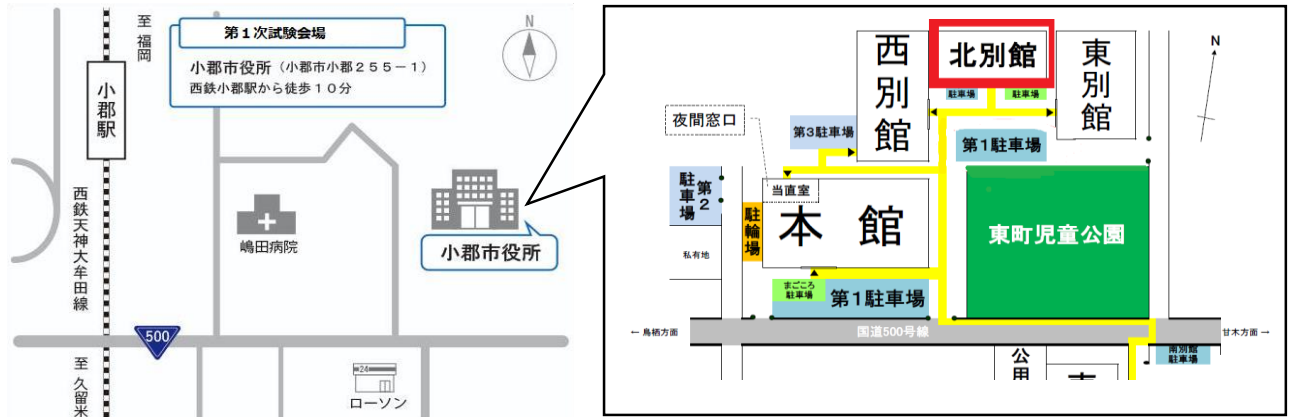 至
福
岡
第１次試験会場
小郡市役所（小郡市小郡２５５－１）
西鉄小郡駅から徒歩１０分
N
小郡駅
西鉄天神大牟田線
嶋田病院
小郡市役所
500
至
久
留
米
24
ローソン
西別館
北別館
東別館
N
駐車場
駐車場
夜間窓口
第3駐車場
第1駐車場
第2
駐車場
当直室
駐輪場
本館
東町児童公園
私有地
まごころ
駐車場
第1駐車場
← 鳥栖方面
国道500号線
甘木方面 →
南別館
駐車場
公用